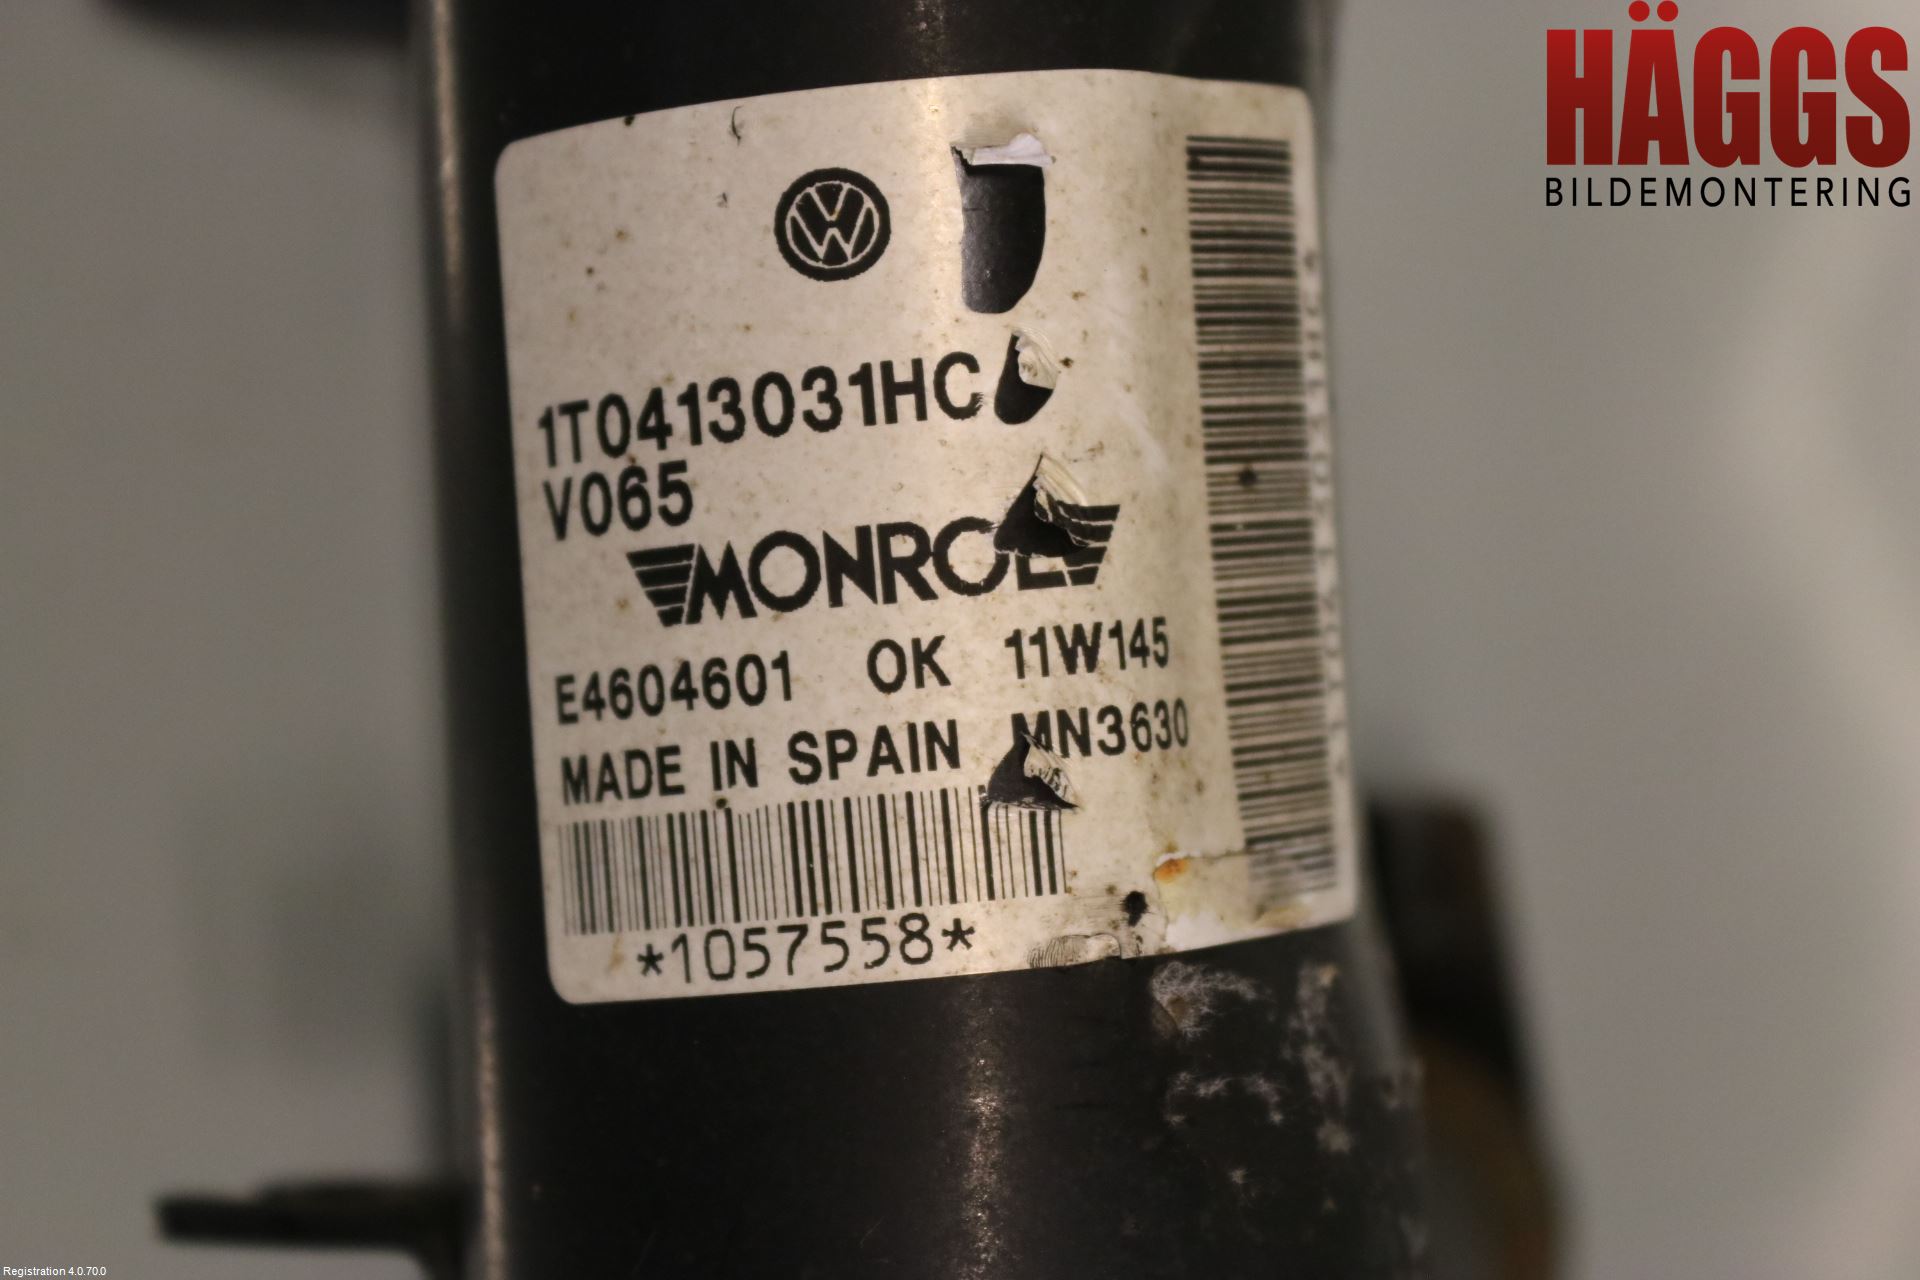 HÄGGS
BILDEMONTERING
1T0413031HC
V065
MONROE
E4604601 OK 11W145
MADE IN SPAIN MN3630
*1057558*
Registration 4.0.70.0